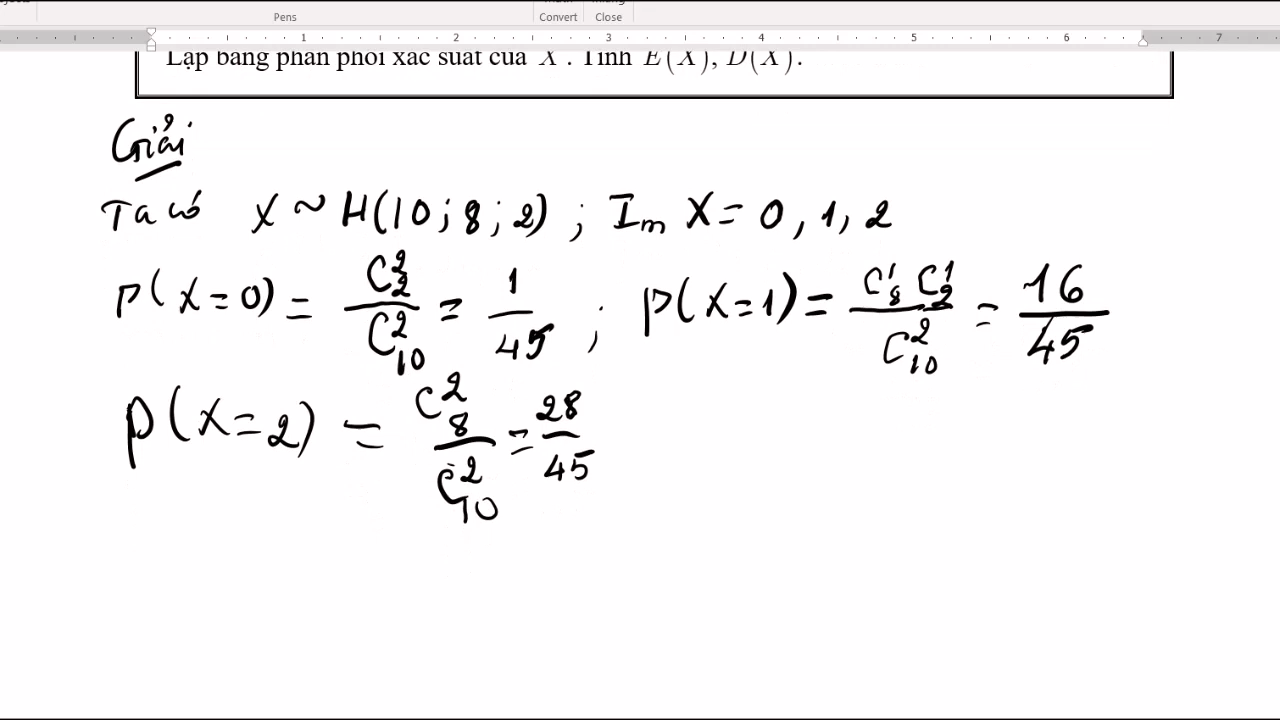 Pens
Convert
Close
1 2 3 4 5 6 7
Lập bảng phân phối xác suất của X . Tính E(X), D(X).
Giải
Ta có X ~ H(10; 8; 2) ; Im X = 0, 1, 2
P(X=0) = C²₂/C²₁₀ = 1/45 ; P(X=1) = C¹₈ C¹₂/C²₁₀ = 16/45
P(X=2) = C²₈/C²₁₀ = 28/45